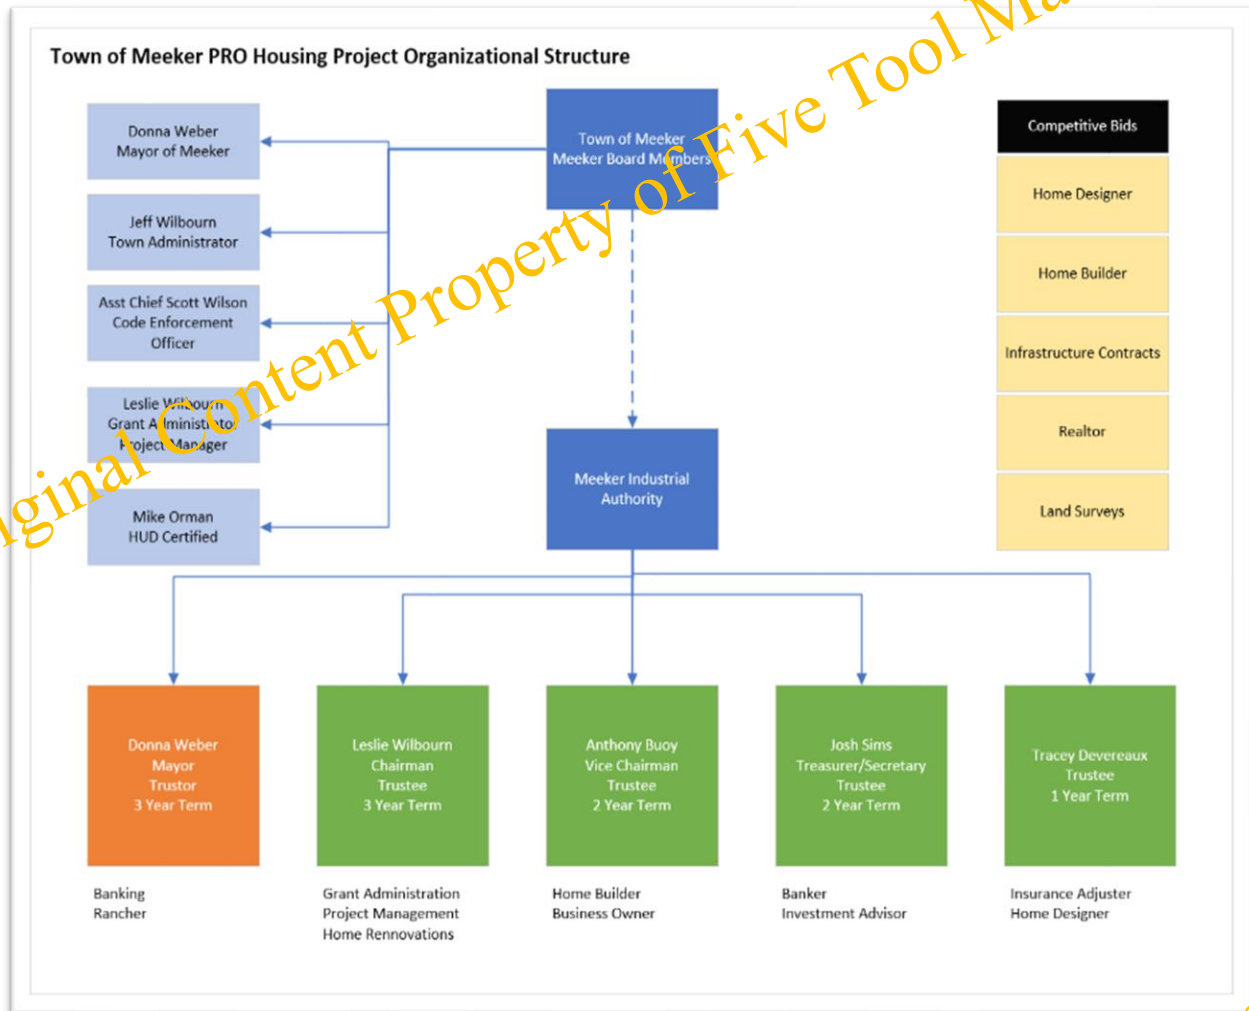 Town of Meeker PRO Housing Project Organizational Structure
Donna Weber
Mayor of Meeker
Jeff Wilbourn
Town Administrator
Asst Chief Scott Wilson
Code Enforcement
Officer
Leslie Wilbourn
Grant Administrator
Project Manager
Mike Orman
HUD Certified
Town of Meeker
Meeker Board Members
Meeker Industrial
Authority
Competitive Bids
Home Designer
Home Builder
Infrastructure Contracts
Realtor
Land Surveys
Donna Weber
Mayor
Trustor
3 Year Term
Leslie Wilbourn
Chairman
Trustee
3 Year Term
Anthony Buoy
Vice Chairman
Trustee
2 Year Term
Josh Sims
Treasurer/Secretary
Trustee
2 Year Term
Tracey Devereaux
Trustee
1 Year Term
Banking
Rancher
Grant Administration
Project Management
Home Rennovations
Home Builder
Business Owner
Banker
Investment Advisor
Insurance Adjuster
Home Designer
Content Property of Five Tool